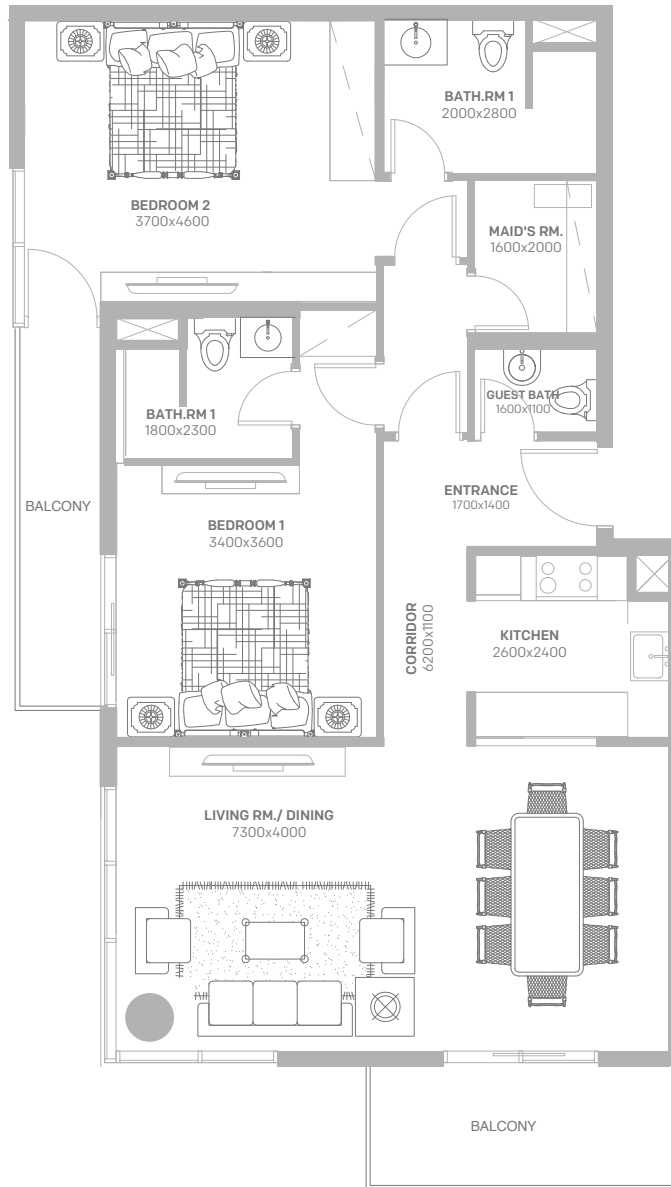 BATH.RM 1
2000x2800
BEDROOM 2
3700x4600
MAID'S RM.
1600x2000
GUEST BATH
1600x1100
BATH.RM 1
1800x2300
BALCONY
ENTRANCE
1700x1400
BEDROOM 1
3400x3600
CORRIDOR
6200x1100
KITCHEN
2600x2400
LIVING RM./ DINING
7300x4000
BALCONY